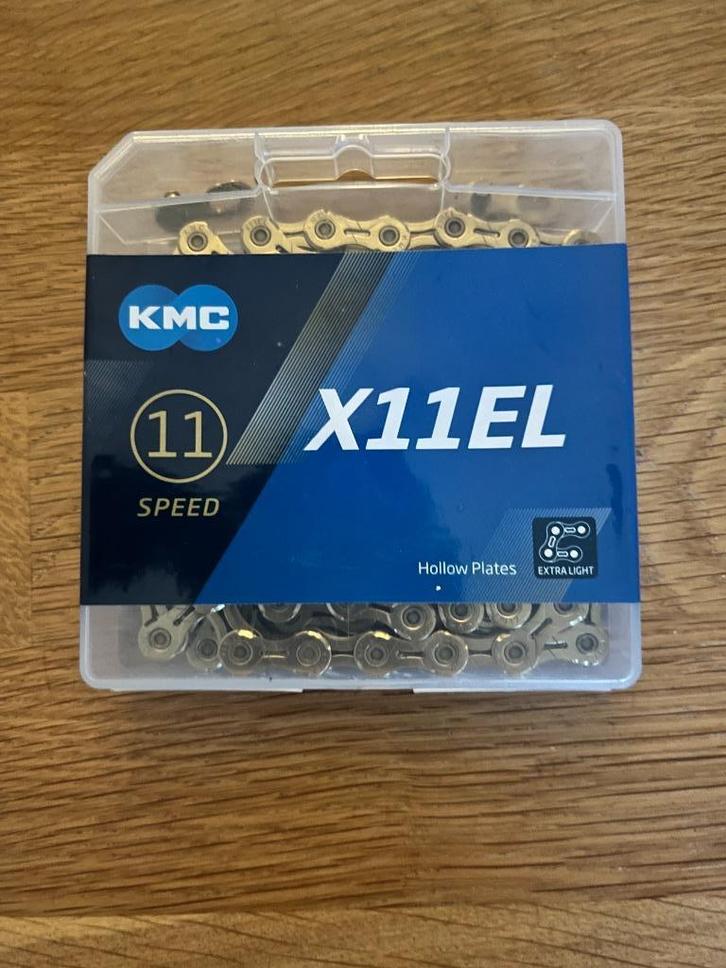 KMC
11
SPEED
X11EL
Hollow Plates
EXTRA LIGHT